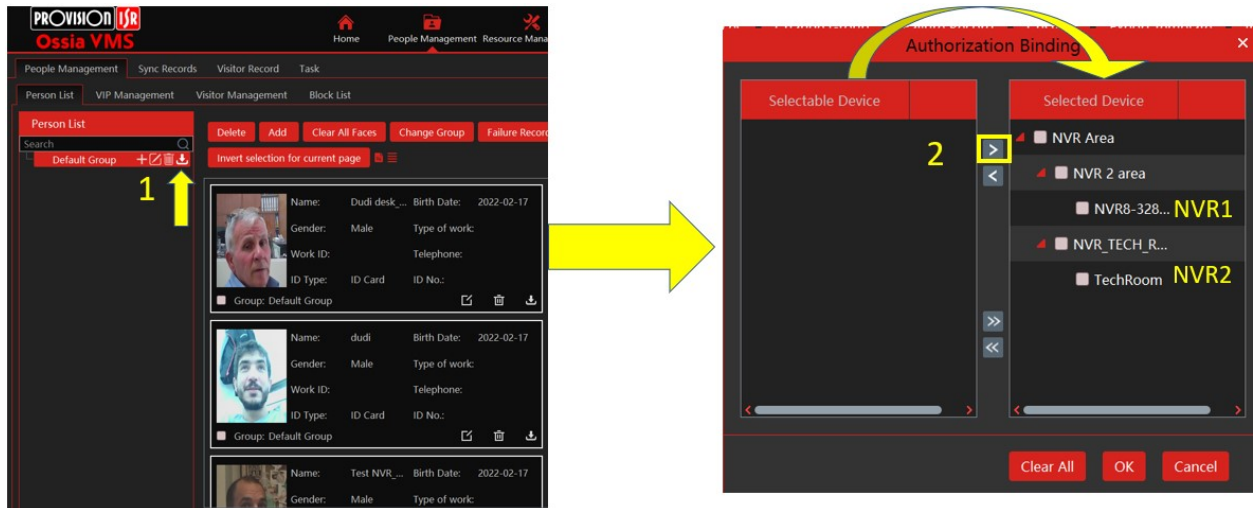 PROVISION ISR
Ossia VMS
Home People Management Resource Mana
People Management Sync Records Visitor Record Task
Person List VIP Management Visitor Management Block List
Person List
Search
Default Group
1
Delete Add Clear All Faces Change Group Failure Record
Invert selection for current page
Name: Dudi desk_... Birth Date: 2022-02-17
Gender: Male Type of work:
Work ID: Telephone:
ID Type: ID Card ID No.:
Group: Default Group
Name: dudi Birth Date: 2022-02-17
Gender: Male Type of work:
Work ID: Telephone:
ID Type: ID Card ID No.:
Group: Default Group
Name: Test NVR_... Birth Date: 2022-02-17
Gender: Male Type of work:
Authorization Binding
Selectable Device
Selected Device
2
>
<
>>
<<
NVR Area
NVR 2 area
NVR8-328... NVR1
NVR_TECH_R...
TechRoom NVR2
Clear All OK Cancel